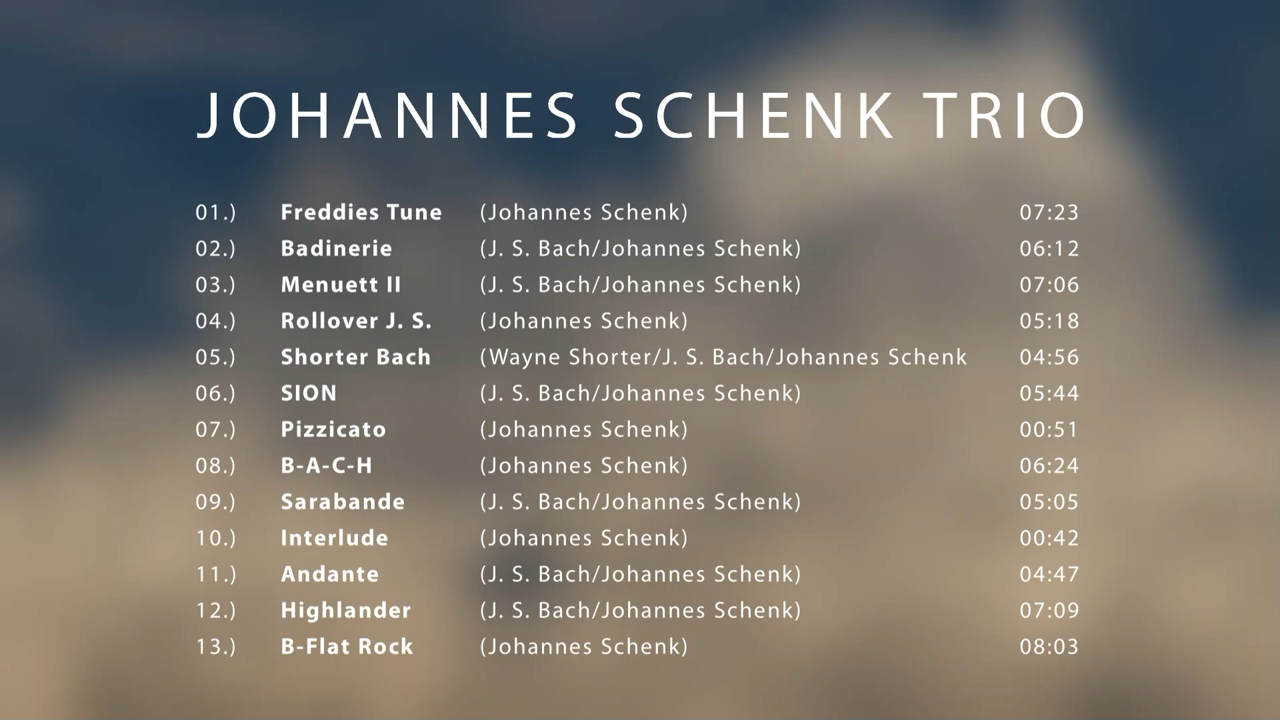 JOHANNES SCHENK TRIO
01.) Freddies Tune (Johannes Schenk) 07:23
02.) Badinerie (J. S. Bach/Johannes Schenk) 06:12
03.) Menuett II (J. S. Bach/Johannes Schenk) 07:06
04.) Rollover J. S. (Johannes Schenk) 05:18
05.) Shorter Bach (Wayne Shorter/J. S. Bach/Johannes Schenk 04:56
06.) SION (J. S. Bach/Johannes Schenk) 05:44
07.) Pizzicato (Johannes Schenk) 00:51
08.) B-A-C-H (Johannes Schenk) 06:24
09.) Sarabande (J. S. Bach/Johannes Schenk) 05:05
10.) Interlude (Johannes Schenk) 00:42
11.) Andante (J. S. Bach/Johannes Schenk) 04:47
12.) Highlander (J. S. Bach/Johannes Schenk) 07:09
13.) B-Flat Rock (Johannes Schenk) 08:03